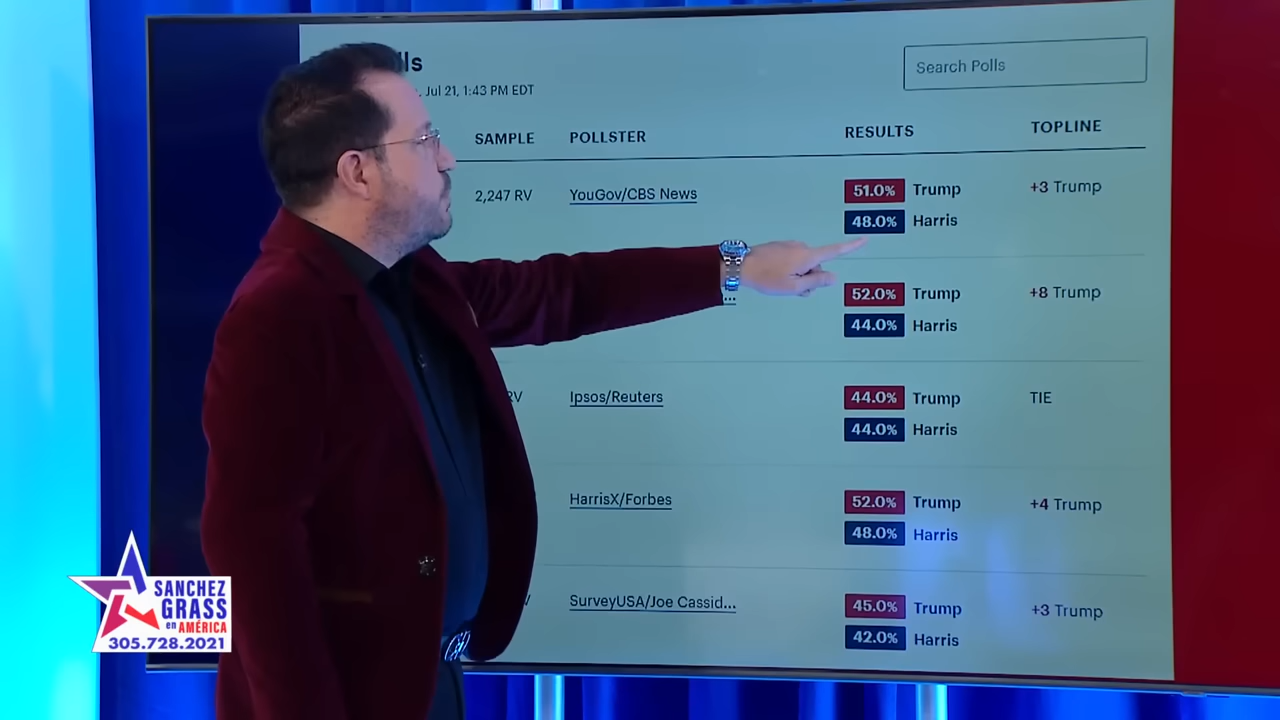 ls
, Jul 21, 1:43 PM EDT
Search Polls
SAMPLE POLLSTER RESULTS TOPLINE
2,247 RV YouGov/CBS News 51.0% Trump +3 Trump
48.0% Harris
... 52.0% Trump +8 Trump
44.0% Harris
RV Ipsos/Reuters 44.0% Trump TIE
44.0% Harris
HarrisX/Forbes 52.0% Trump +4 Trump
48.0% Harris
SurveyUSA/Joe Cassid... 45.0% Trump +3 Trump
42.0% Harris
SANCHEZ
GRASS
en AMÉRICA
305.728.2021